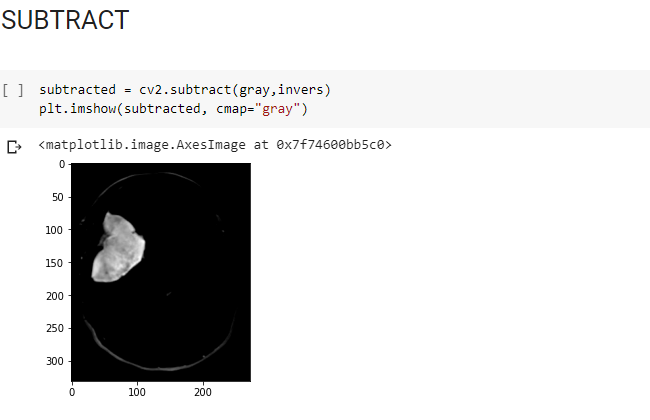 SUBTRACT
[ ] subtracted = cv2.subtract(gray,invers)
plt.imshow(subtracted, cmap="gray")
<matplotlib.image.AxesImage at 0x7f74600bb5c0>
0
50
100
150
200
250
300
0 100 200